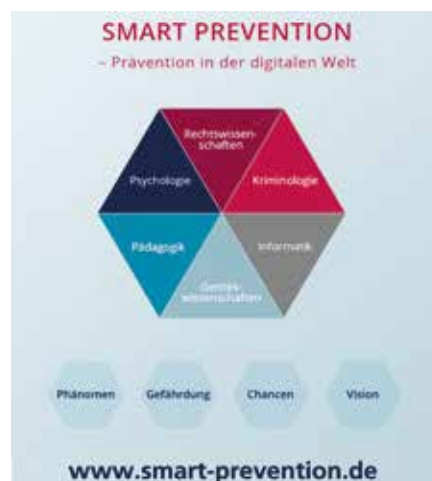 SMART PREVENTION
– Prävention in der digitalen Welt
Rechtswissen-
schaften
Psychologie
Kriminologie
Pädagogik
Informatik
Geistes-
wissenschaften
Phänomen
Gefährdung
Chancen
Vision
www.smart-prevention.de